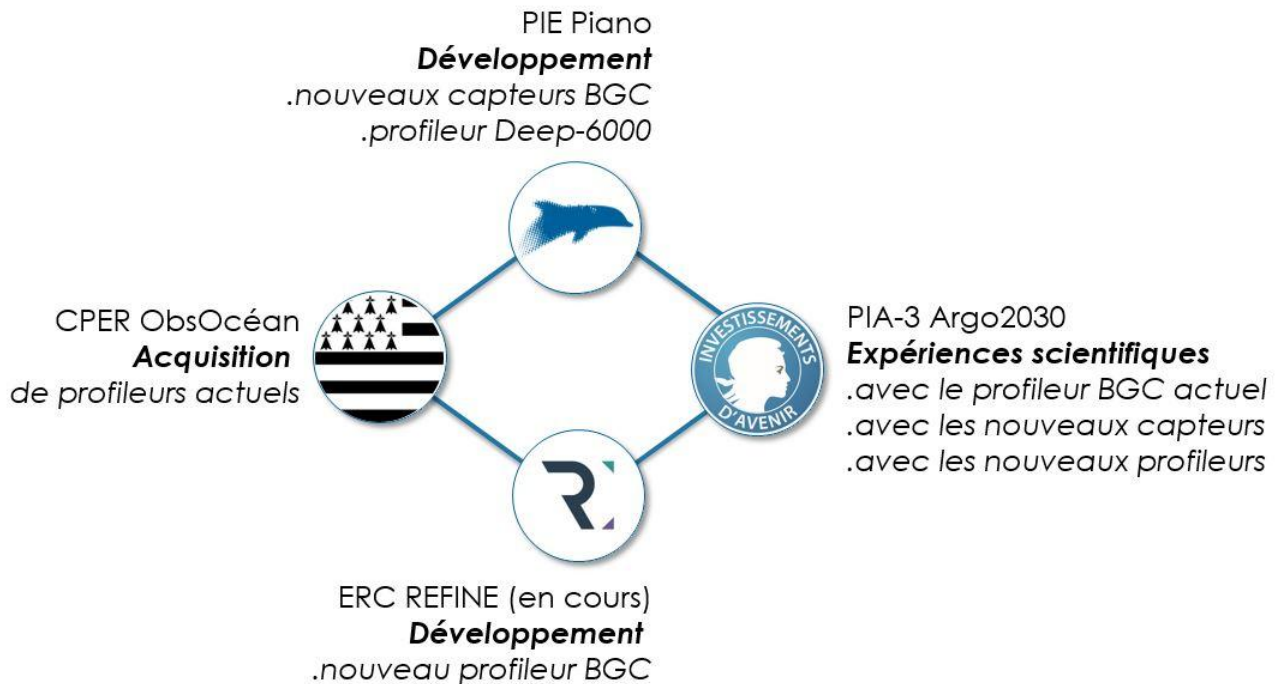 PIE Piano
Développement
.nouveaux capteurs BGC
.profileur Deep-6000
CPER ObsOcéan
Acquisition
de profileurs actuels
INVESTISSEMENTS
D'AVENIR
PIA-3 Argo2030
Expériences scientifiques
.avec le profileur BGC actuel
.avec les nouveaux capteurs
.avec les nouveaux profileurs
R
ERC REFINE (en cours)
Développement
.nouveau profileur BGC